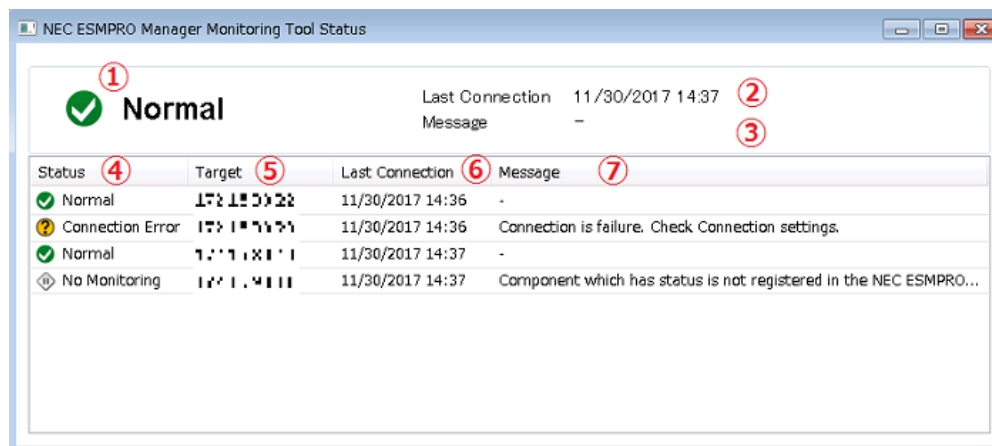 NEC ESMPRO Manager Monitoring Tool Status
① Normal
Last Connection 11/30/2017 14:37 ②
Message - ③
Status ④ Target ⑤ Last Connection ⑥ Message ⑦
Normal 11/30/2017 14:36 -
Connection Error 11/30/2017 14:36 Connection is failure. Check Connection settings.
Normal 11/30/2017 14:37 -
No Monitoring 11/30/2017 14:37 Component which has status is not registered in the NEC ESMPRO...